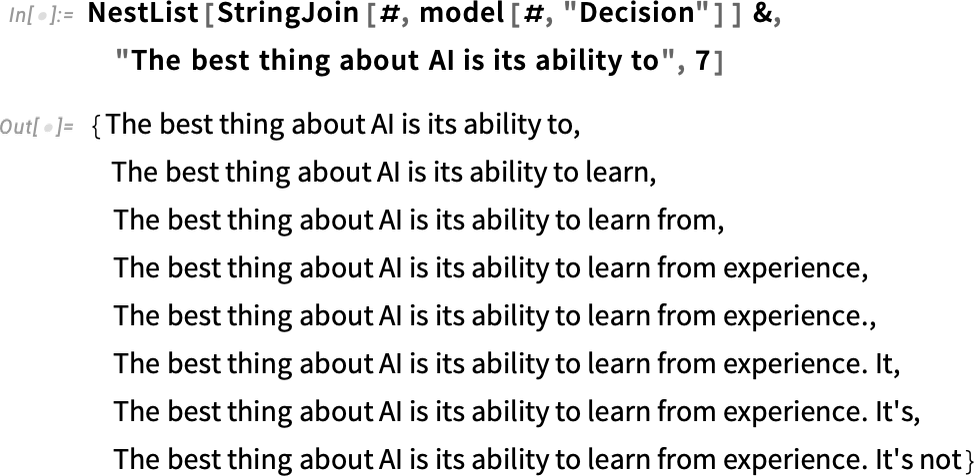 In[•]:= NestList[StringJoin[#, model[#, "Decision"]] &,
"The best thing about AI is its ability to", 7]
Out[•]= {The best thing about AI is its ability to,
The best thing about AI is its ability to learn,
The best thing about AI is its ability to learn from,
The best thing about AI is its ability to learn from experience,
The best thing about AI is its ability to learn from experience.,
The best thing about AI is its ability to learn from experience. It,
The best thing about AI is its ability to learn from experience. It's,
The best thing about AI is its ability to learn from experience. It's not}